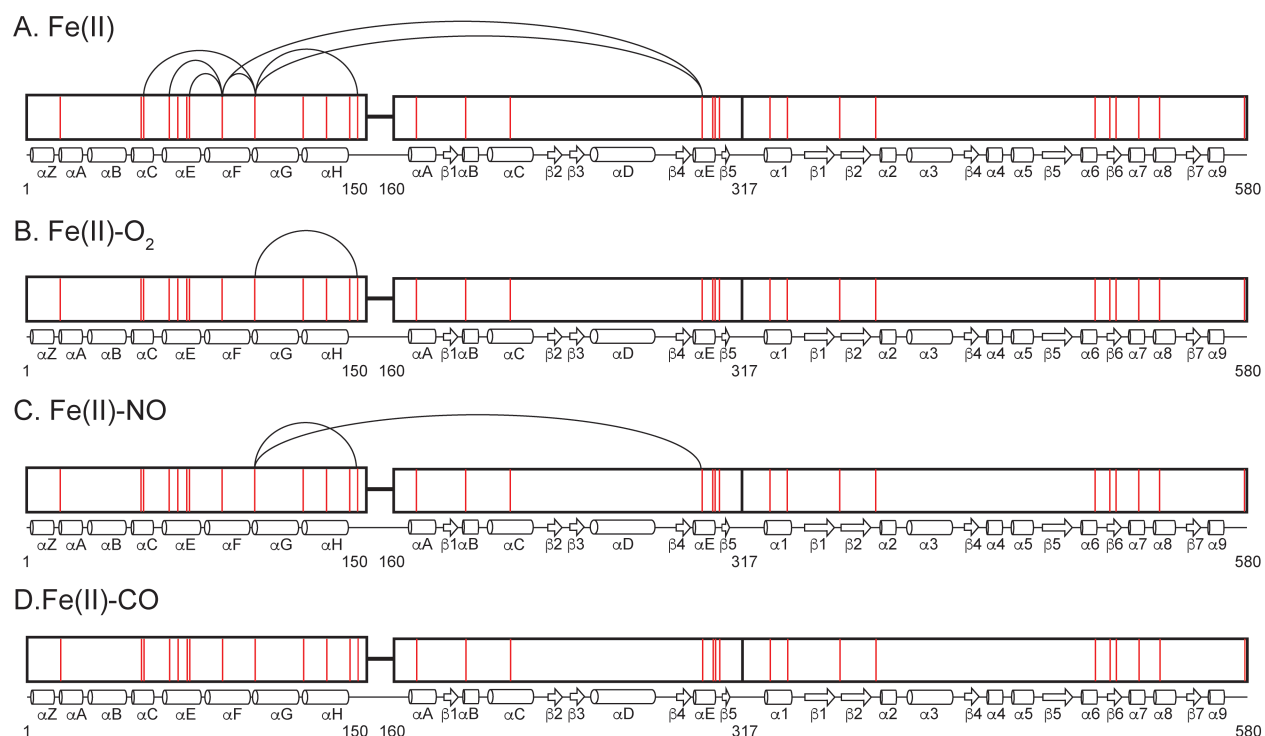 A. Fe(II)
αZ αA αB αC αE αF αG αH αA β1 αB αC β2 β3 αD β4 αE β5 α1 β1 β2 α2 α3 β4 α4 α5 β5 α6 β6 α7 α8 β7 α9
1 150 160 317 580
B. Fe(II)-O₂
αZ αA αB αC αE αF αG αH αA β1 αB αC β2 β3 αD β4 αE β5 α1 β1 β2 α2 α3 β4 α4 α5 β5 α6 β6 α7 α8 β7 α9
1 150 160 317 580
C. Fe(II)-NO
αZ αA αB αC αE αF αG αH αA β1 αB αC β2 β3 αD β4 αE β5 α1 β1 β2 α2 α3 β4 α4 α5 β5 α6 β6 α7 α8 β7 α9
1 150 160 317 580
D.Fe(II)-CO
αZ αA αB αC αE αF αG αH αA β1 αB αC β2 β3 αD β4 αE β5 α1 β1 β2 α2 α3 β4 α4 α5 β5 α6 β6 α7 α8 β7 α9
1 150 160 317 580